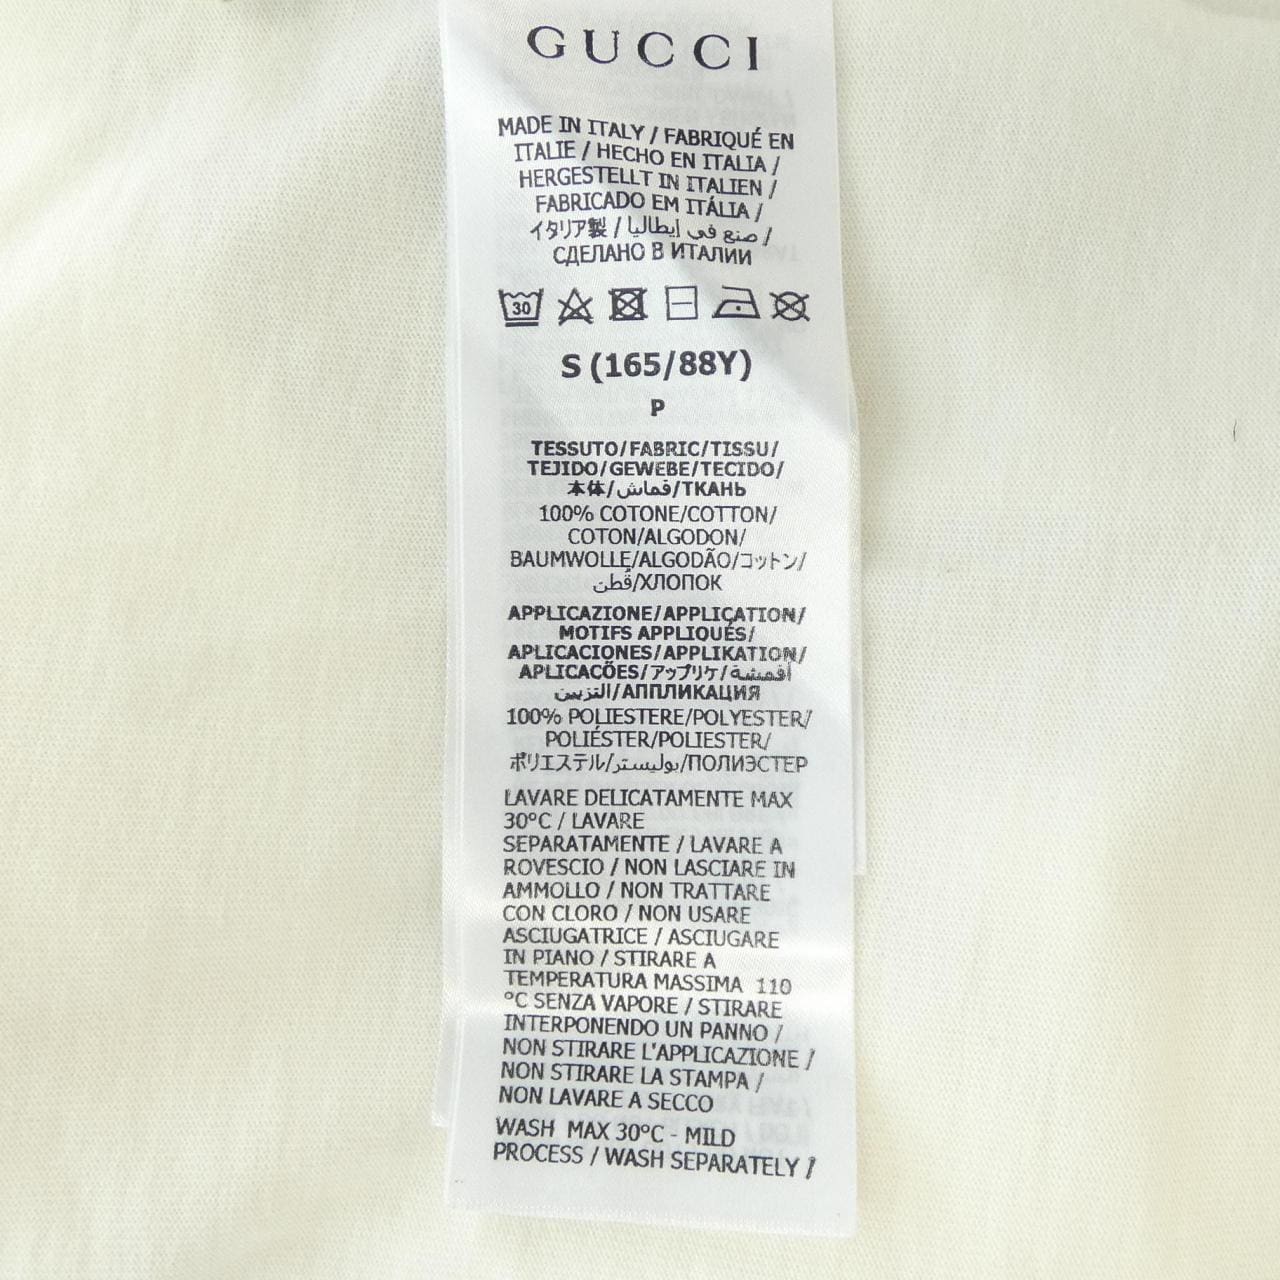 GUCCI
MADE IN ITALY / FABRIQUÉ EN
ITALIE / HECHO EN ITALIA /
HERGESTELLT IN ITALIEN /
FABRICADO EM ITÁLIA /
イタリア製 / صنع في إيطاليا /
СДЕЛАНО В ИТАЛИИ
30
S (165/88Y)
P
TESSUTO/FABRIC/TISSU/
TEJIDO/GEWEBE/TECIDO/
本体/قماش/ТКАНЬ
100% COTONE/COTTON/
COTON/ALGODON/
BAUMWOLLE/ALGODÃO/コットン/
قطن/ХЛОПОК
APPLICAZIONE/APPLICATION/
MOTIFS APPLIQUÉS/
APLICACIONES/APPLIKATION/
APLICACÕES/アップリケ/أقمشة
التزيين/АППЛИКАЦИЯ
100% POLIESTERE/POLYESTER/
POLIÉSTER/POLIESTER/
ポリエステル/بوليستر/ПОЛИЭСТЕР
LAVARE DELICATAMENTE MAX
30°C / LAVARE
SEPARATAMENTE / LAVARE A
ROVESCIO / NON LASCIARE IN
AMMOLLO / NON TRATTARE
CON CLORO / NON USARE
ASCIUGATRICE / ASCIUGARE
IN PIANO / STIRARE A
TEMPERATURA MASSIMA 110
°C SENZA VAPORE / STIRARE
INTERPONENDO UN PANNO /
NON STIRARE L'APPLICAZIONE /
NON STIRARE LA STAMPA /
NON LAVARE A SECCO
WASH MAX 30°C - MILD
PROCESS / WASH SEPARATELY /